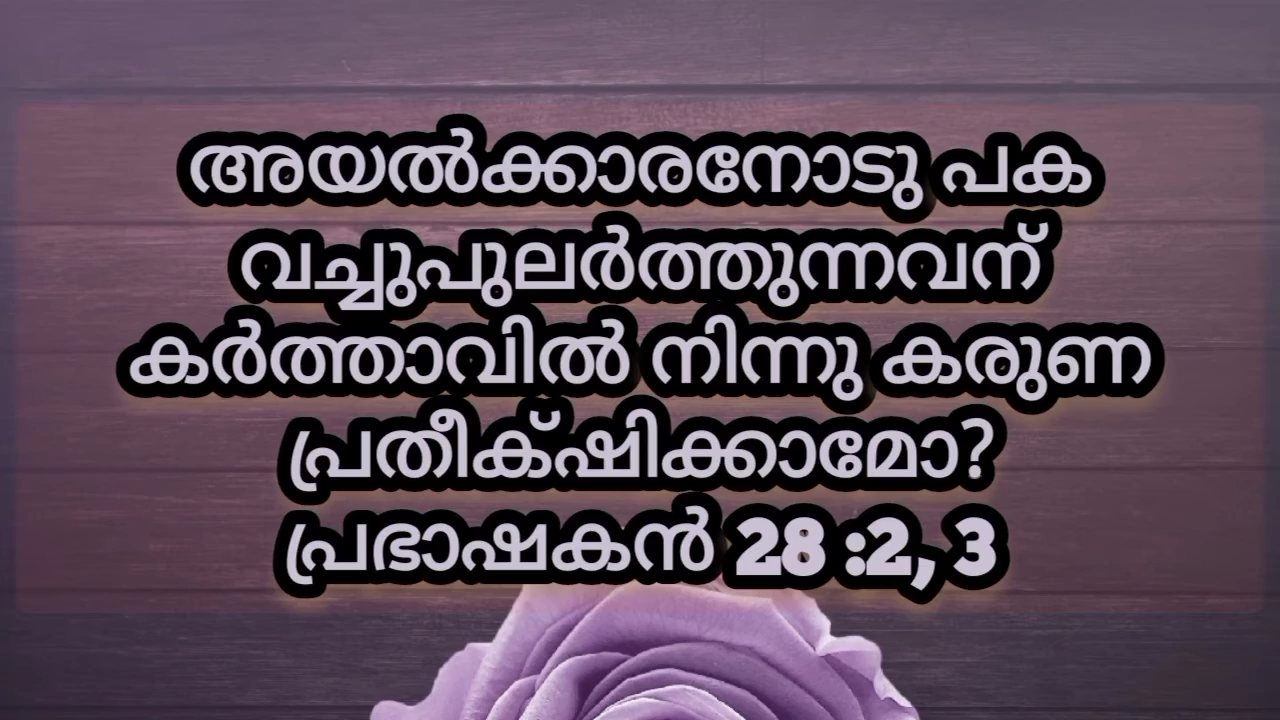 അയൽക്കാരനോടു പക
വച്ചുപുലർത്തുന്നവന്
കർത്താവിൽ നിന്നു കരുണ
പ്രതീക്‌ഷിക്കാമോ?
പ്രഭാഷകൻ 28 :2, 3